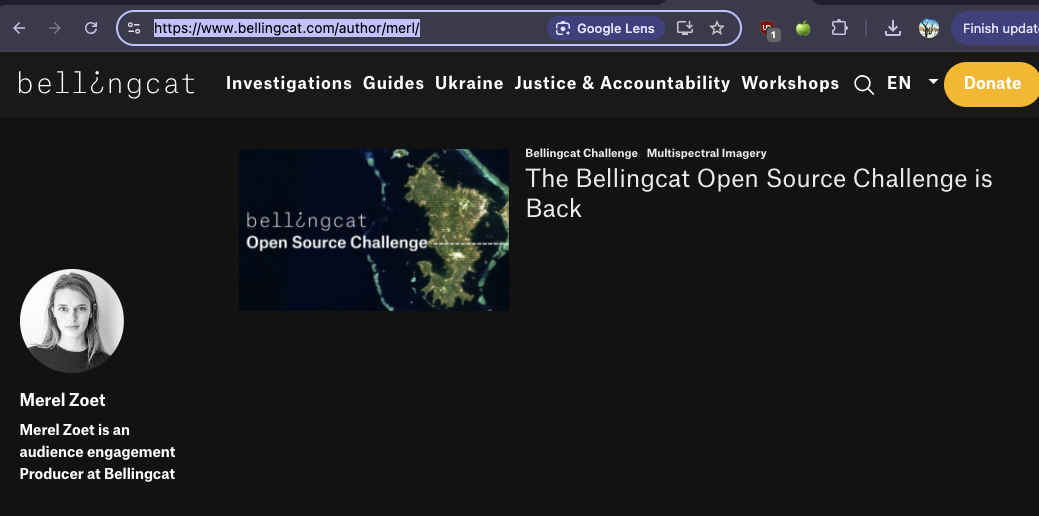 https://www.bellingcat.com/author/merl/
Google Lens
1
Finish update
bellingcat
Investigations Guides Ukraine Justice & Accountability Workshops
EN
Donate
Bellingcat Challenge Multispectral Imagery
The Bellingcat Open Source Challenge is
Back
bellingcat
Open Source Challenge
Merel Zoet
Merel Zoet is an
audience engagement
Producer at Bellingcat